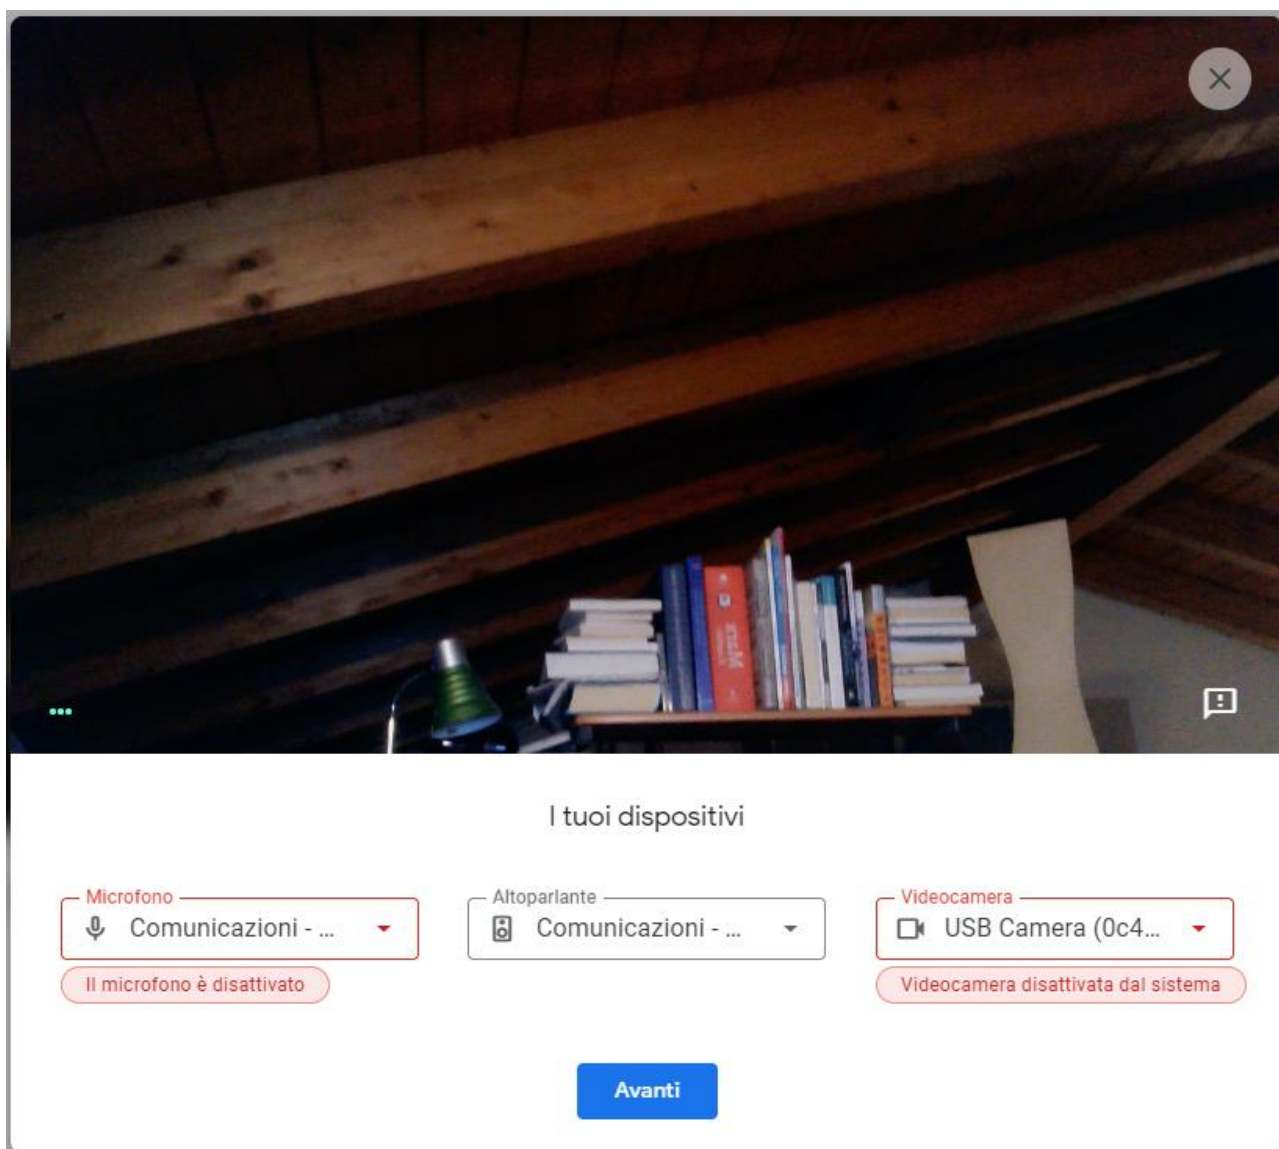 I tuoi dispositivi
Microfono
Comunicazioni - ...
Il microfono è disattivato
Altoparlante
Comunicazioni - ...
Videocamera
USB Camera (0c4...
Videocamera disattivata dal sistema
Avanti